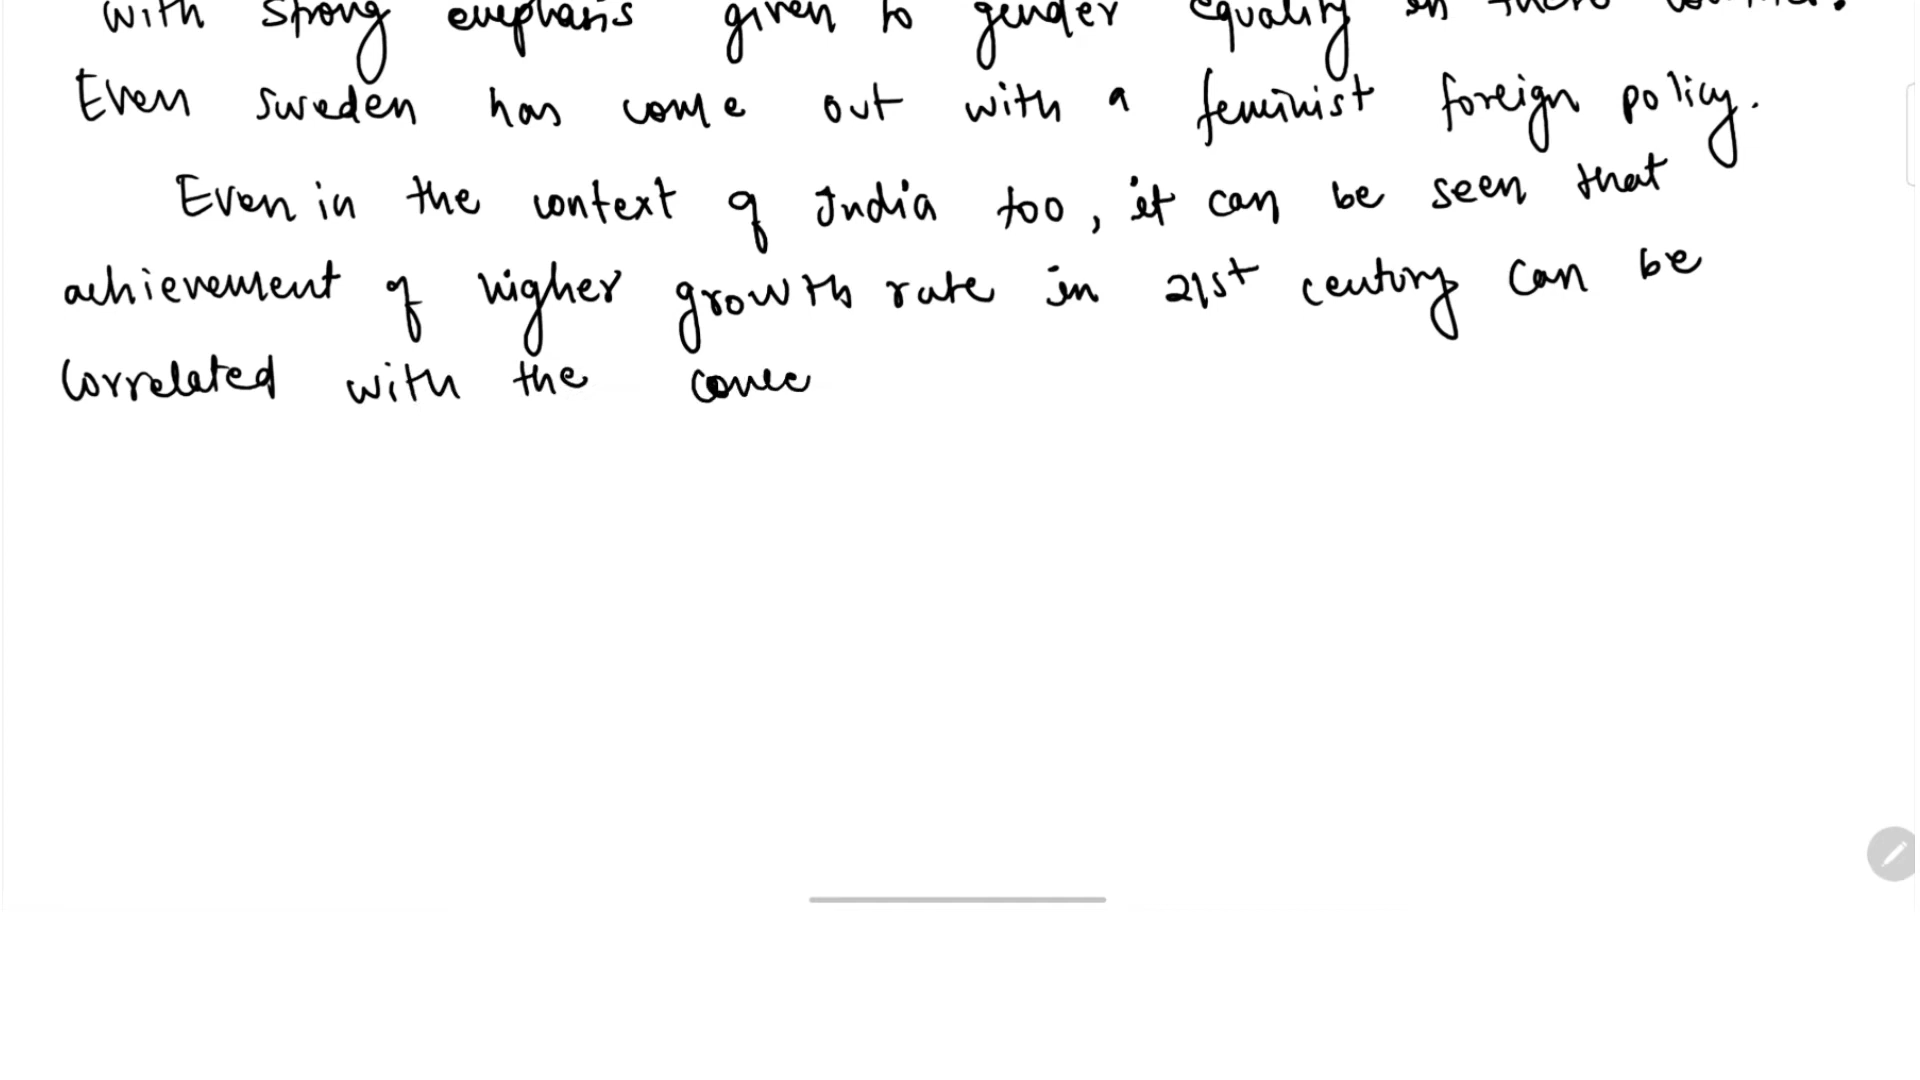 with strong emphasis given to gender equality in
Even Sweden has come out with a feminist foreign policy.
Even in the context of India too, it can be seen that
achievement of higher growth rate in 21st century can be
correlated with the